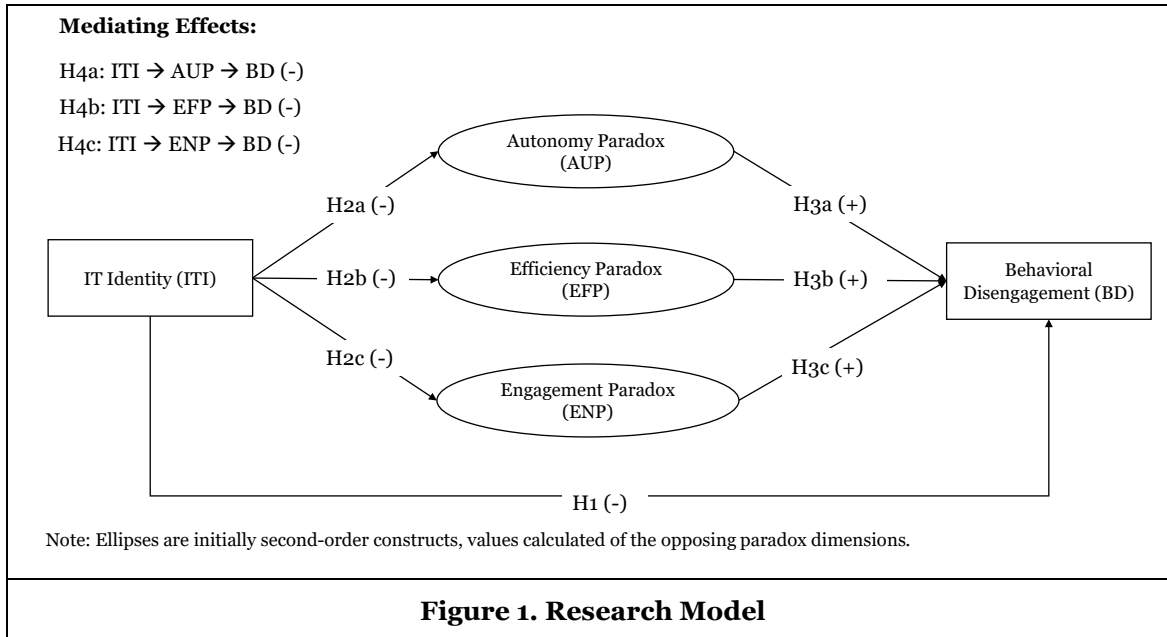 Mediating Effects:
H4a: ITI → AUP → BD (-)
H4b: ITI → EFP → BD (-)
H4c: ITI → ENP → BD (-)
Autonomy Paradox
(AUP)
H2a (-)
H3a (+)
IT Identity (ITI)
H2b (-)
Efficiency Paradox
(EFP)
H3b (+)
Behavioral
Disengagement (BD)
H2c (-)
H3c (+)
Engagement Paradox
(ENP)
H1 (-)
Note: Ellipses are initially second-order constructs, values calculated of the opposing paradox dimensions.
Figure 1. Research Model